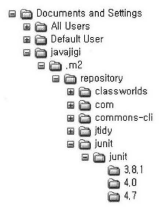 Documents and Settings
All Users
Default User
javajigi
.m2
repository
classworlds
com
commons-cli
jtidy
junit
junit
3.8.1
4.0
4.7